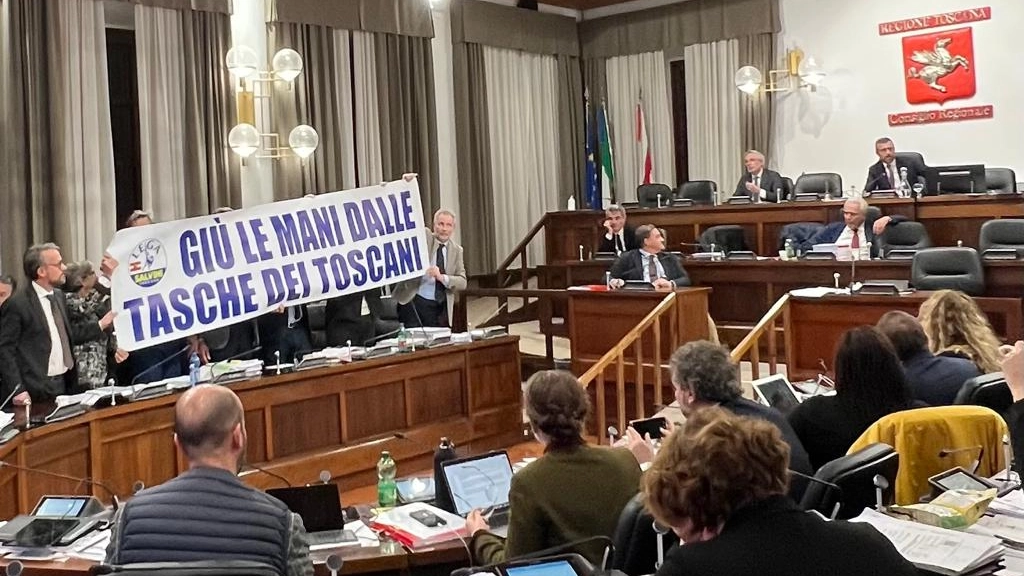 GIÙ LE MANI DALLE
TASCHE DEI TOSCANI
LEGA
SALVINI
REGIONE TOSCANA
Consiglio Regionale